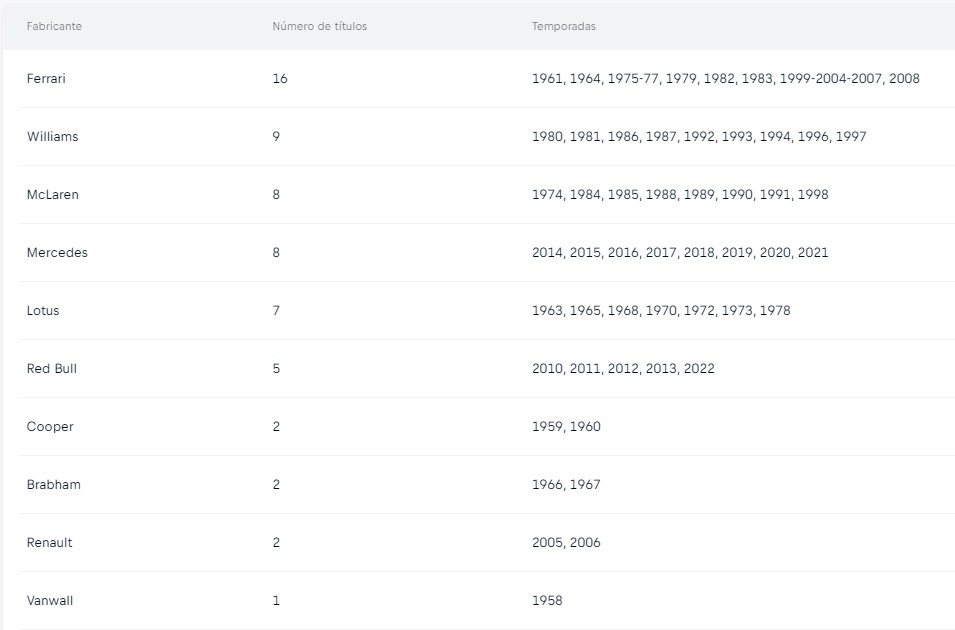 Fabricante Número de títulos Temporadas
Ferrari 16 1961, 1964, 1975-77, 1979, 1982, 1983, 1999-2004-2007, 2008
Williams 9 1980, 1981, 1986, 1987, 1992, 1993, 1994, 1996, 1997
McLaren 8 1974, 1984, 1985, 1988, 1989, 1990, 1991, 1998
Mercedes 8 2014, 2015, 2016, 2017, 2018, 2019, 2020, 2021
Lotus 7 1963, 1965, 1968, 1970, 1972, 1973, 1978
Red Bull 5 2010, 2011, 2012, 2013, 2022
Cooper 2 1959, 1960
Brabham 2 1966, 1967
Renault 2 2005, 2006
Vanwall 1 1958